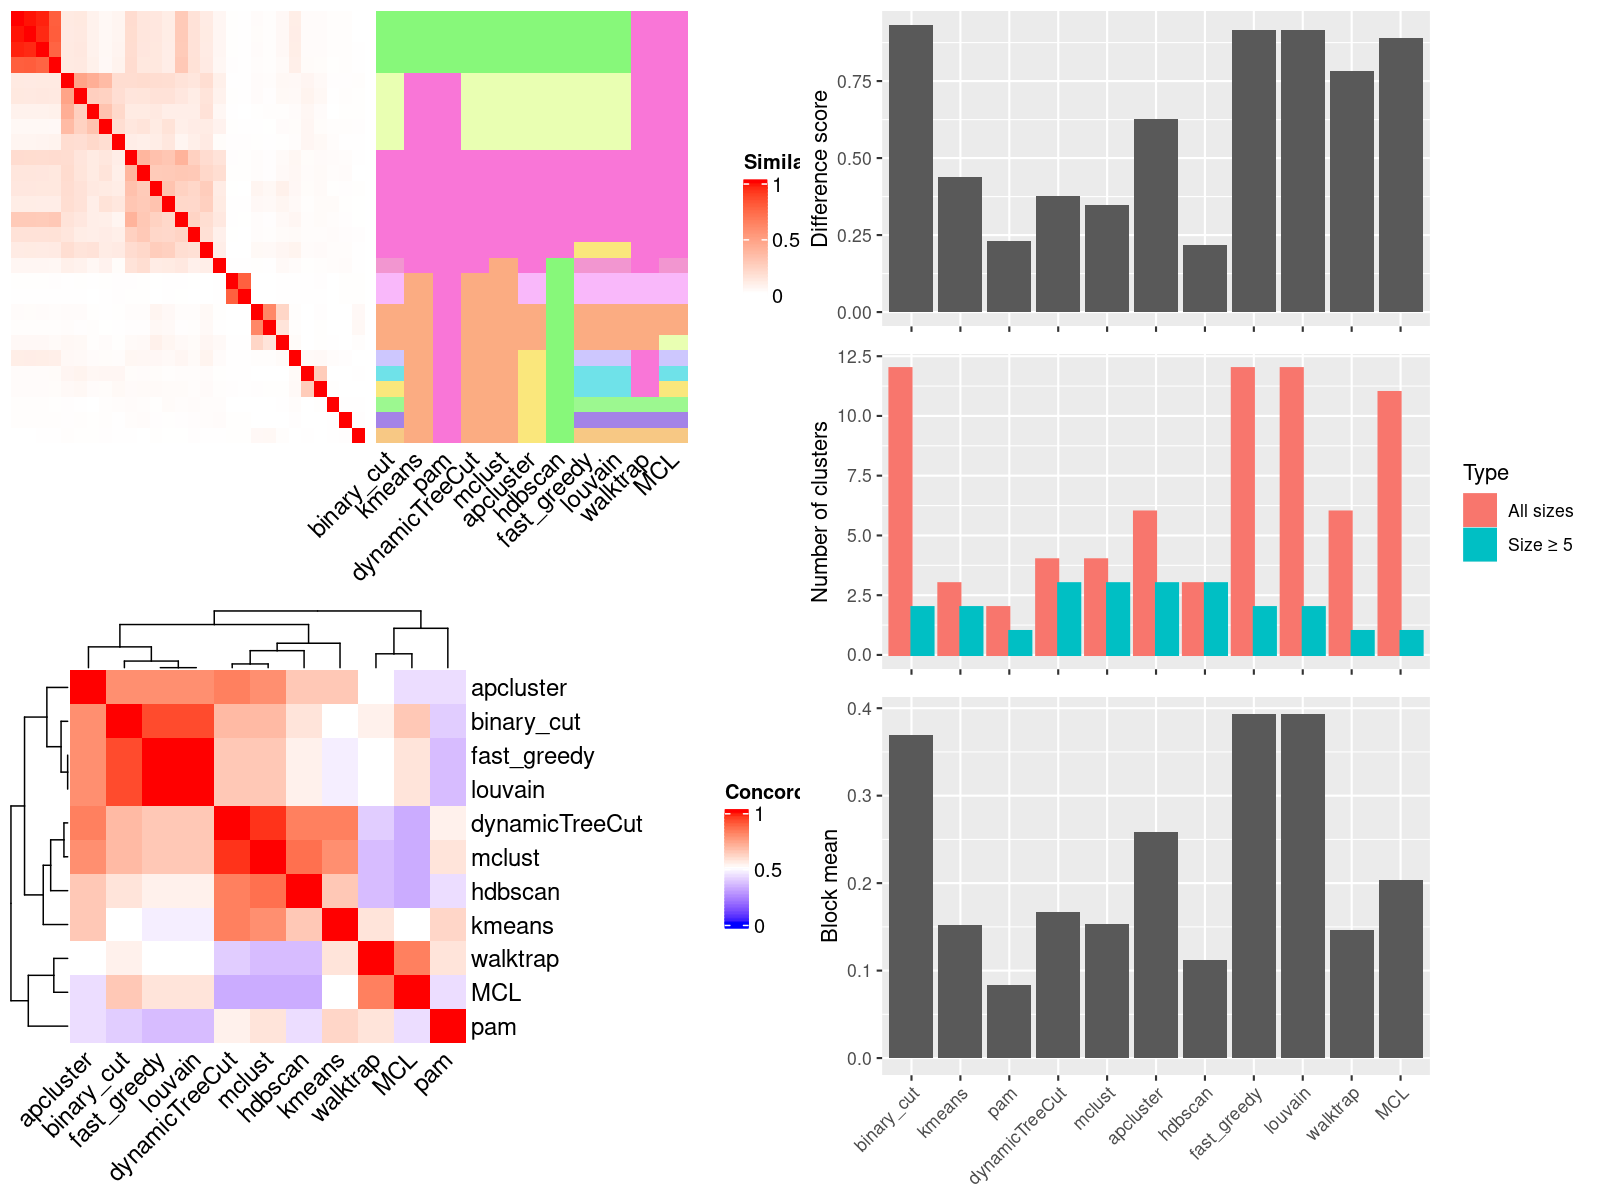 Simila
1
0.5
0
binary_cut
kmeans
pam
dynamicTreeCut
mclust
apcluster
hdbscan
fast_greedy
louvain
walktrap
MCL
apcluster
binary_cut
fast_greedy
louvain
dynamicTreeCut
mclust
hdbscan
kmeans
walktrap
MCL
pam
Concord
1
0.5
0
apcluster
binary_cut
fast_greedy
louvain
dynamicTreeCut
mclust
hdbscan
kmeans
walktrap
MCL
pam
Difference score
0.75
0.50
0.25
0.00
Number of clusters
12.5
10.0
7.5
5.0
2.5
0.0
Type
All sizes
Size ≥ 5
Block mean
0.4
0.3
0.2
0.1
0.0
binary_cut
kmeans
pam
dynamicTreeCut
mclust
apcluster
hdbscan
fast_greedy
louvain
walktrap
MCL